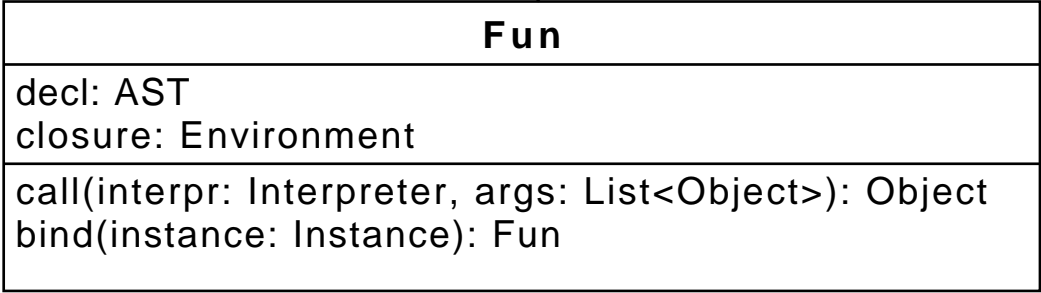 Fun
decl: AST
closure: Environment
call(interpr: Interpreter, args: List<Object>): Object
bind(instance: Instance): Fun